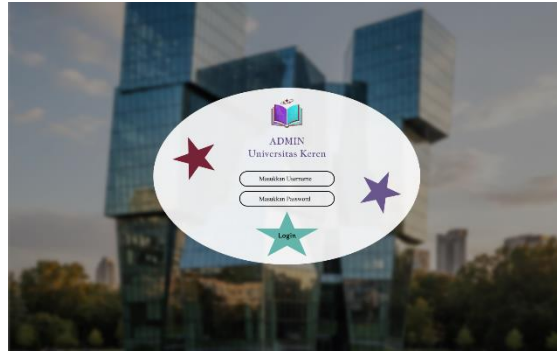 ADMIN
Universitas Keren
Masukkan Username
Masukkan Password
Login